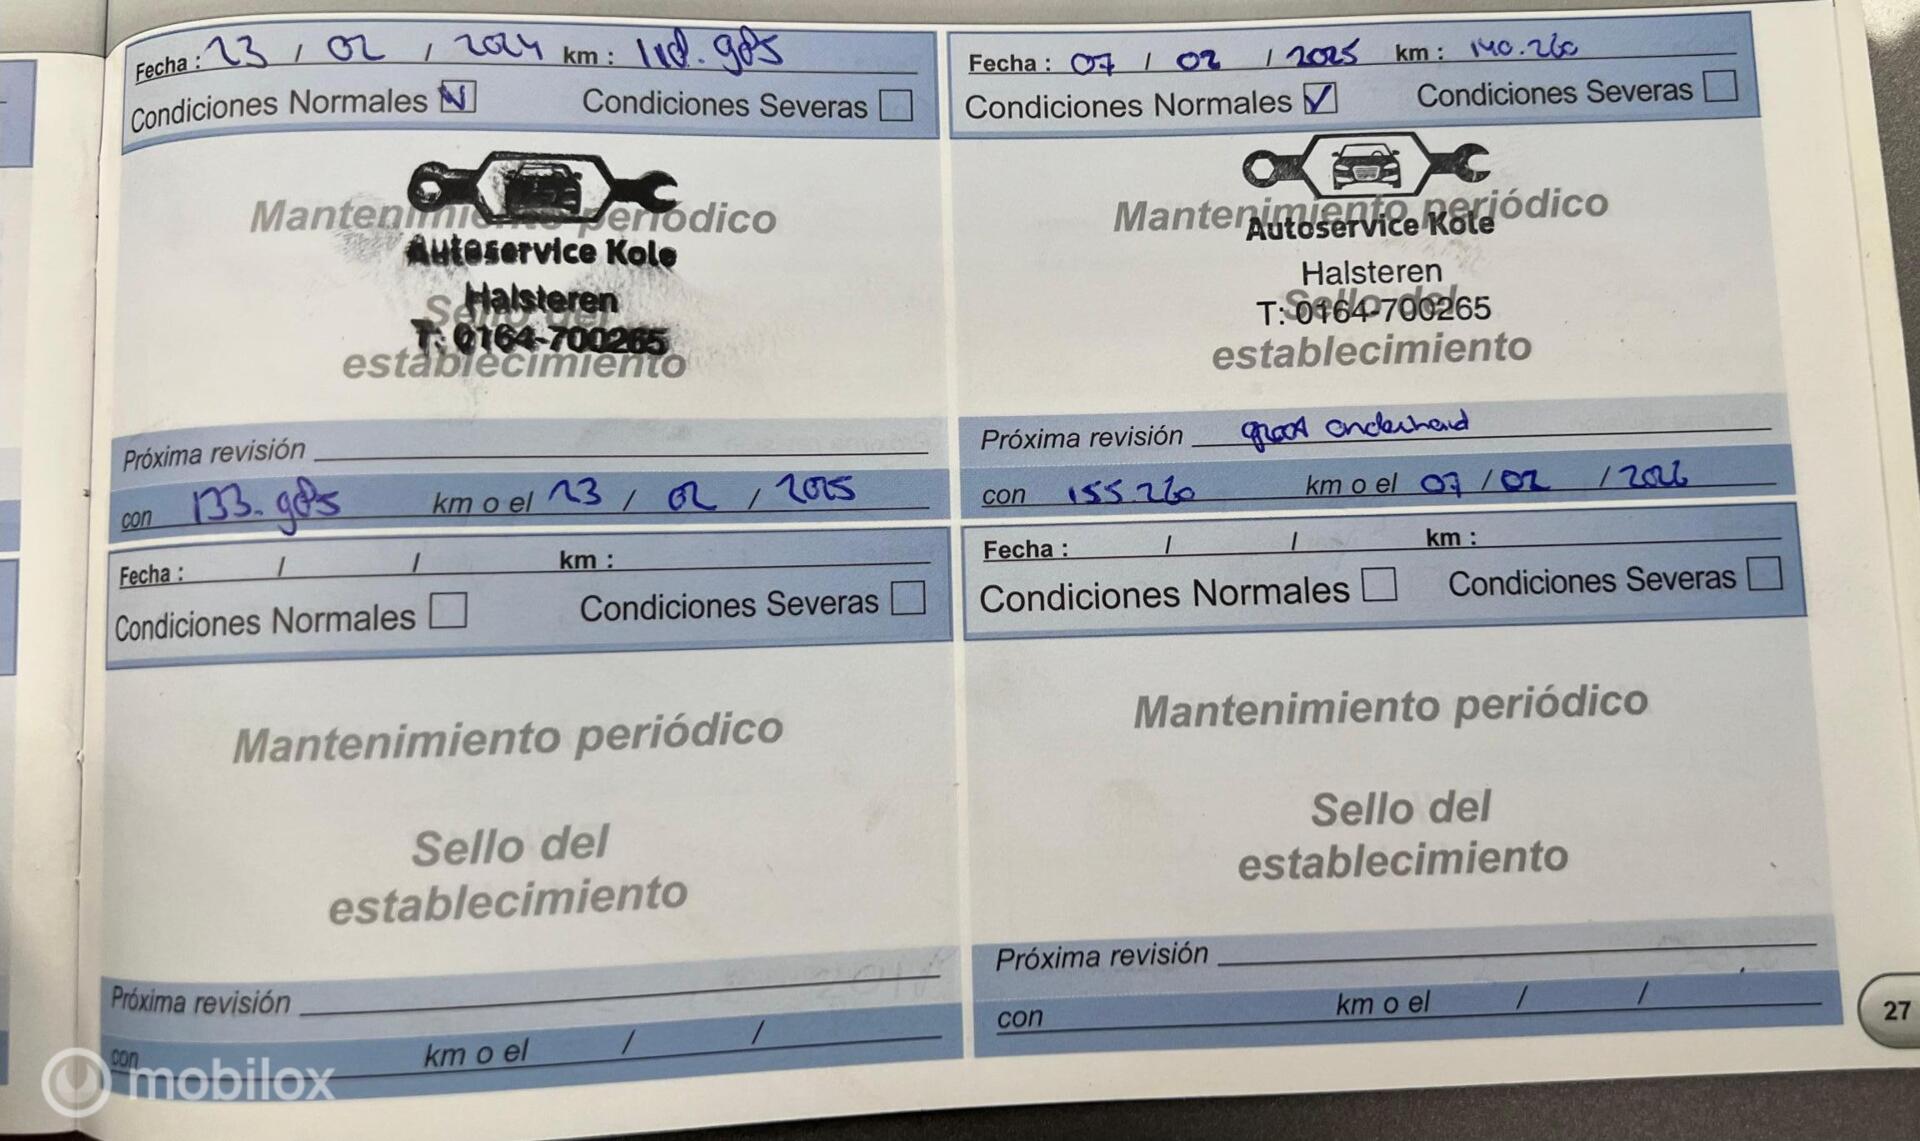 Fecha : 23 / 02 / 2024 km : 118.985
Condiciones Normales Condiciones Severas
Mantenimiento periódico
Autoservice Kole
Halsteren
Sello del
T: 0164-700265
establecimiento
Próxima revisión
con 133.985 km o el 23 / 02 / 2025
Fecha : 07 / 02 / 2025 km : 140.260
Condiciones Normales Condiciones Severas
Mantenimiento periódico
Autoservice Kole
Halsteren
Sello del
T: 0164-700265
establecimiento
Próxima revisión groot onderhoud
con 155.260 km o el 07 / 02 / 2026
Fecha : / / km :
Condiciones Normales Condiciones Severas
Mantenimiento periódico
Sello del
establecimiento
Próxima revisión
con km o el / /
Fecha : / / km :
Condiciones Normales Condiciones Severas
Mantenimiento periódico
Sello del
establecimiento
Próxima revisión
con km o el / /
27
mobilox